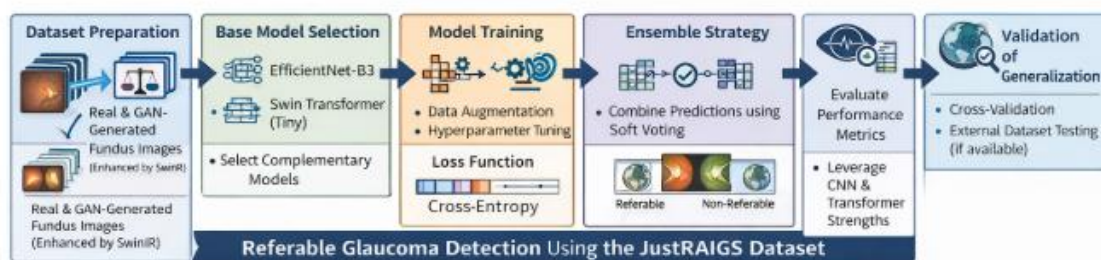 Dataset Preparation
Real & GAN-
Generated
Fundus Images
(Enhanced by SwinIR)
Real & GAN-Generated
Fundus Images
(Enhanced by SwinIR)
Base Model Selection
EfficientNet-B3
• Swin Transformer
(Tiny)
• Select Complementary
Models
Model Training
• Data Augmentation
• Hyperparameter Tuning
Loss Function
Cross-Entropy
Ensemble Strategy
• Combine Predictions using
Soft Voting
Referable
Non-Referable
Evaluate
Performance
Metrics
• Leverage
CNN &
Transformer
Strengths
Validation
of
Generalization
• Cross-Validation
• External Dataset Testing
(if available)
Referable Glaucoma Detection Using the JustRAIGS Dataset